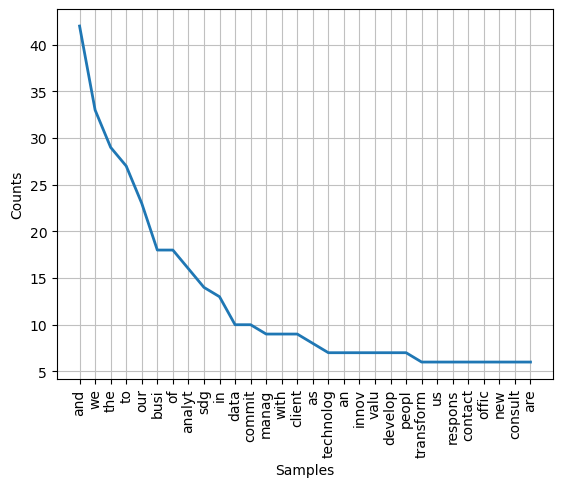 40
35
30
25
20
15
10
5
Counts
and
we
the
to
our
busi
of
analyt
sdg
in
data
commit
manag
with
client
as
technolog
an
innov
valu
develop
peopl
transform
us
respons
contact
offic
new
consult
are
Samples